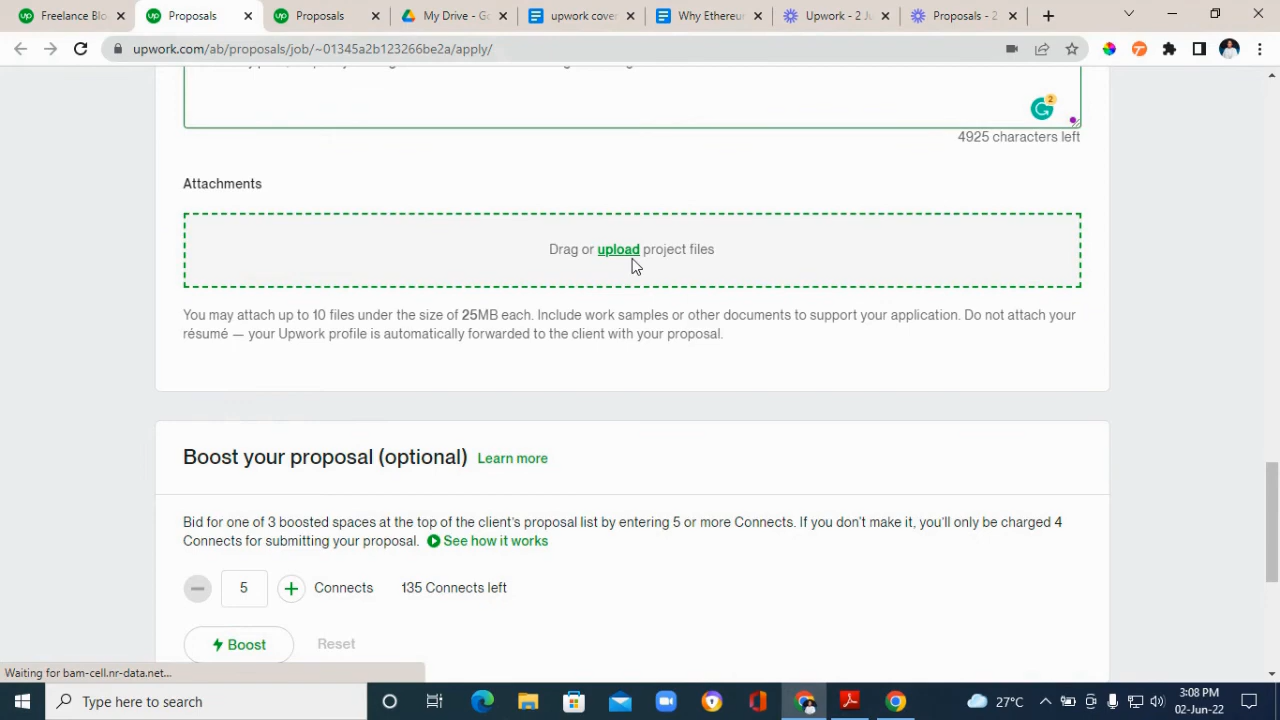 Freelance Blo
Proposals
Proposals
My Drive - Go
upwork cove
Why Ethereu
Upwork - 2 Ju
Proposals - 2
upwork.com/ab/proposals/job/~01345a2b123266be2a/apply/
2
4925 characters left
Attachments
Drag or upload project files
You may attach up to 10 files under the size of 25MB each. Include work samples or other documents to support your application. Do not attach your
résumé — your Upwork profile is automatically forwarded to the client with your proposal.
Boost your proposal (optional) Learn more
Bid for one of 3 boosted spaces at the top of the client's proposal list by entering 5 or more Connects. If you don't make it, you'll only be charged 4
Connects for submitting your proposal. See how it works
5 Connects 135 Connects left
Boost Reset
Waiting for bam-cell.nr-data.net...
Type here to search
27°C
3:08 PM
02-Jun-22